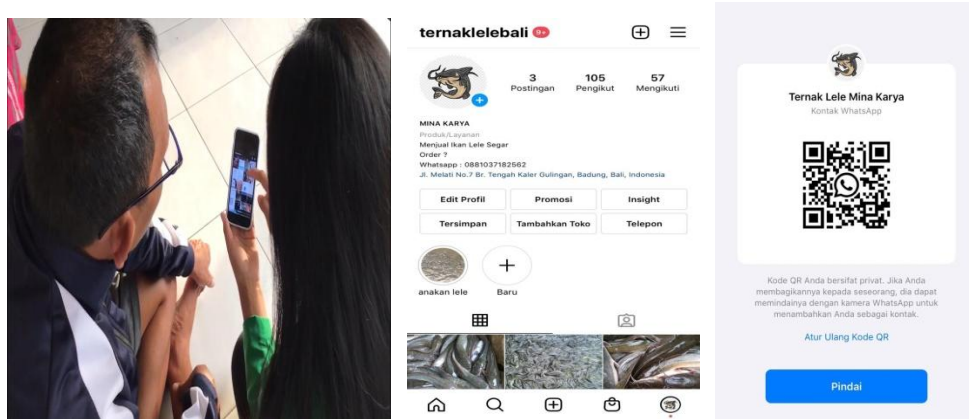 ternaklelebali 9+
3 105 57
Postingan Pengikut Mengikuti
MINA KARYA
Produk/Layanan
Menjual Ikan Lele Segar
Order ?
Whatsapp : 0881037182562
Jl. Melati No.7 Br. Tengah Kaler Gulingan, Badung, Bali, Indonesia
Edit Profil Promosi Insight
Tersimpan Tambahkan Toko Telepon
anakan lele Baru
Ternak Lele Mina Karya
Kontak WhatsApp
Kode QR Anda bersifat privat. Jika Anda
membagikannya kepada seseorang, dia dapat
memindainya dengan kamera WhatsApp untuk
menambahkan Anda sebagai kontak.
Atur Ulang Kode QR
Pindai